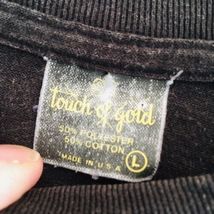 touch of gold
50% POLYESTER
50% COTTON
MADE IN U.S.A
L